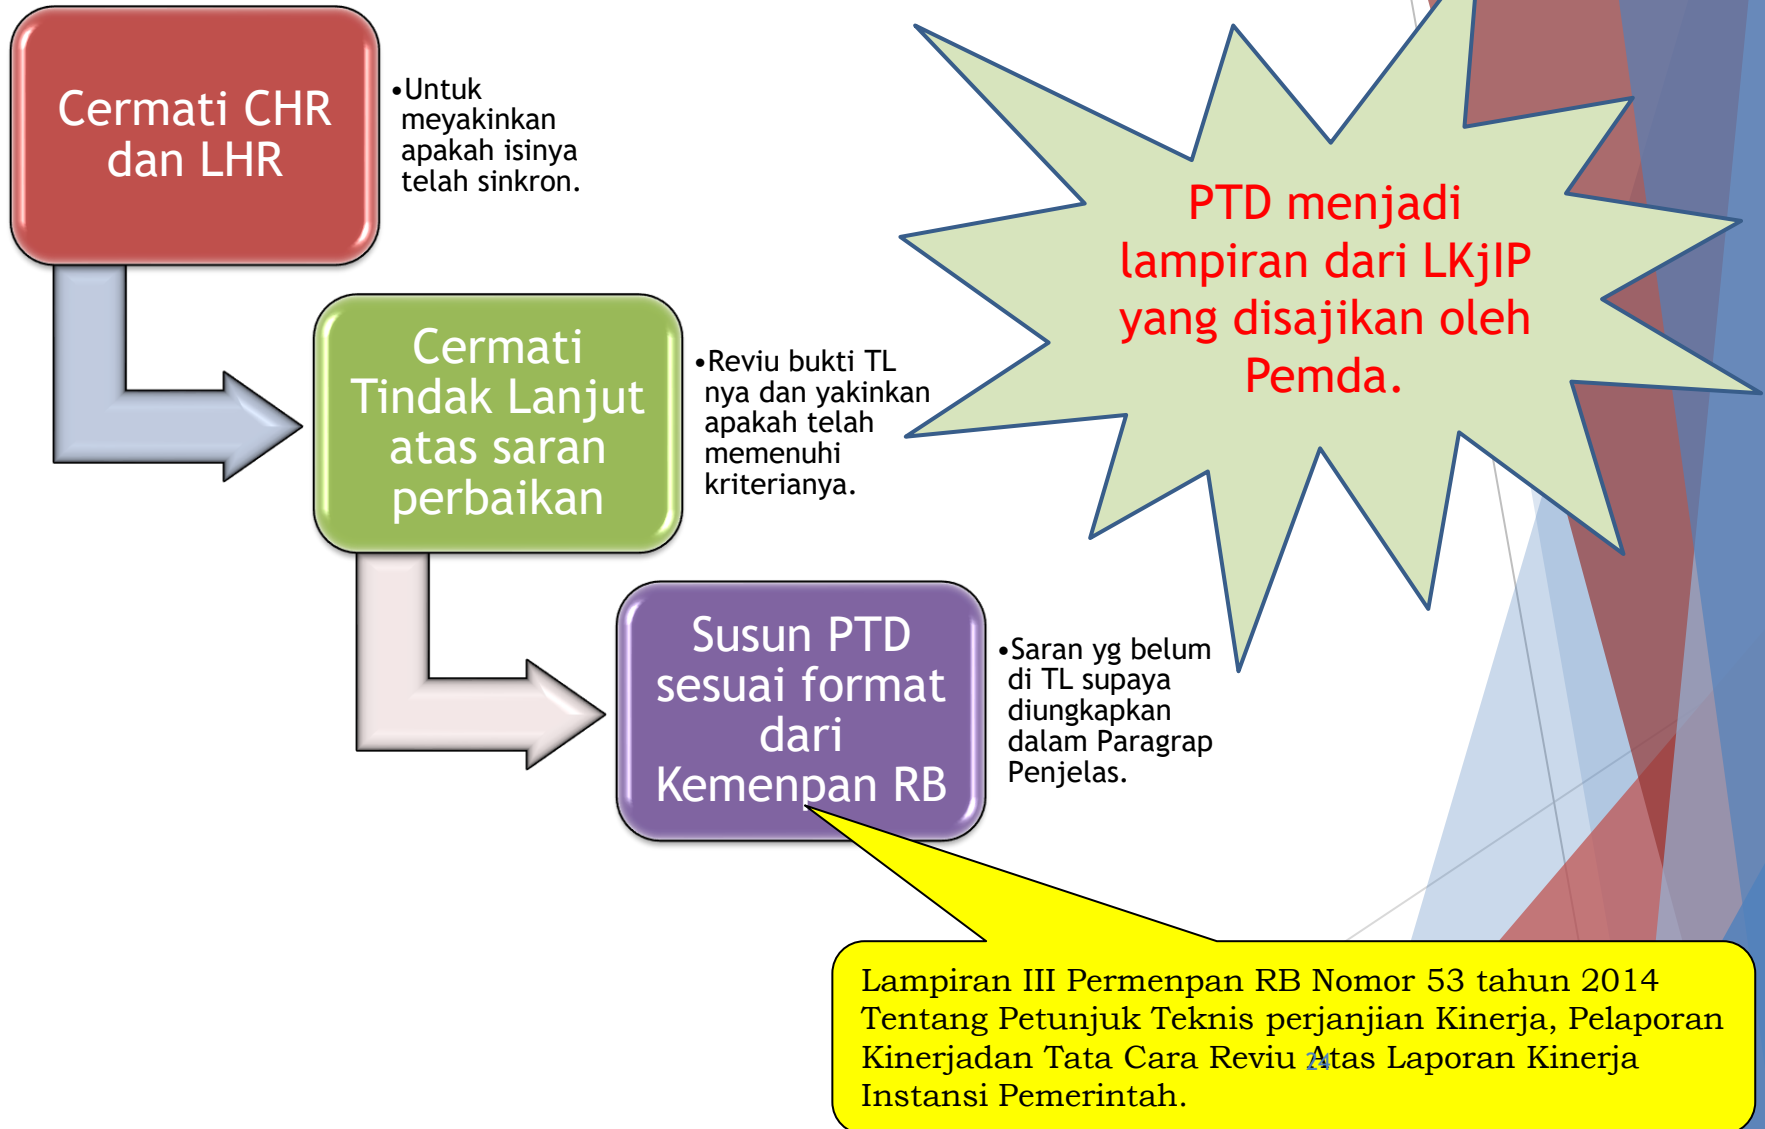 Cermati CHR
dan LHR
•Untuk
meyakinkan
apakah isinya
telah sinkron.
Cermati
Tindak Lanjut
atas saran
perbaikan
•Reviu bukti TL
nya dan yakinkan
apakah telah
memenuhi
kriterianya.
Susun PTD
sesuai format
dari
Kemenpan RB
•Saran yg belum
di TL supaya
diungkapkan
dalam Paragrap
Penjelas.
PTD menjadi
lampiran dari LKjIP
yang disajikan oleh
Pemda.
Lampiran III Permenpan RB Nomor 53 tahun 2014
Tentang Petunjuk Teknis perjanjian Kinerja, Pelaporan
Kinerjadan Tata Cara Reviu Atas Laporan Kinerja
Instansi Pemerintah.
24